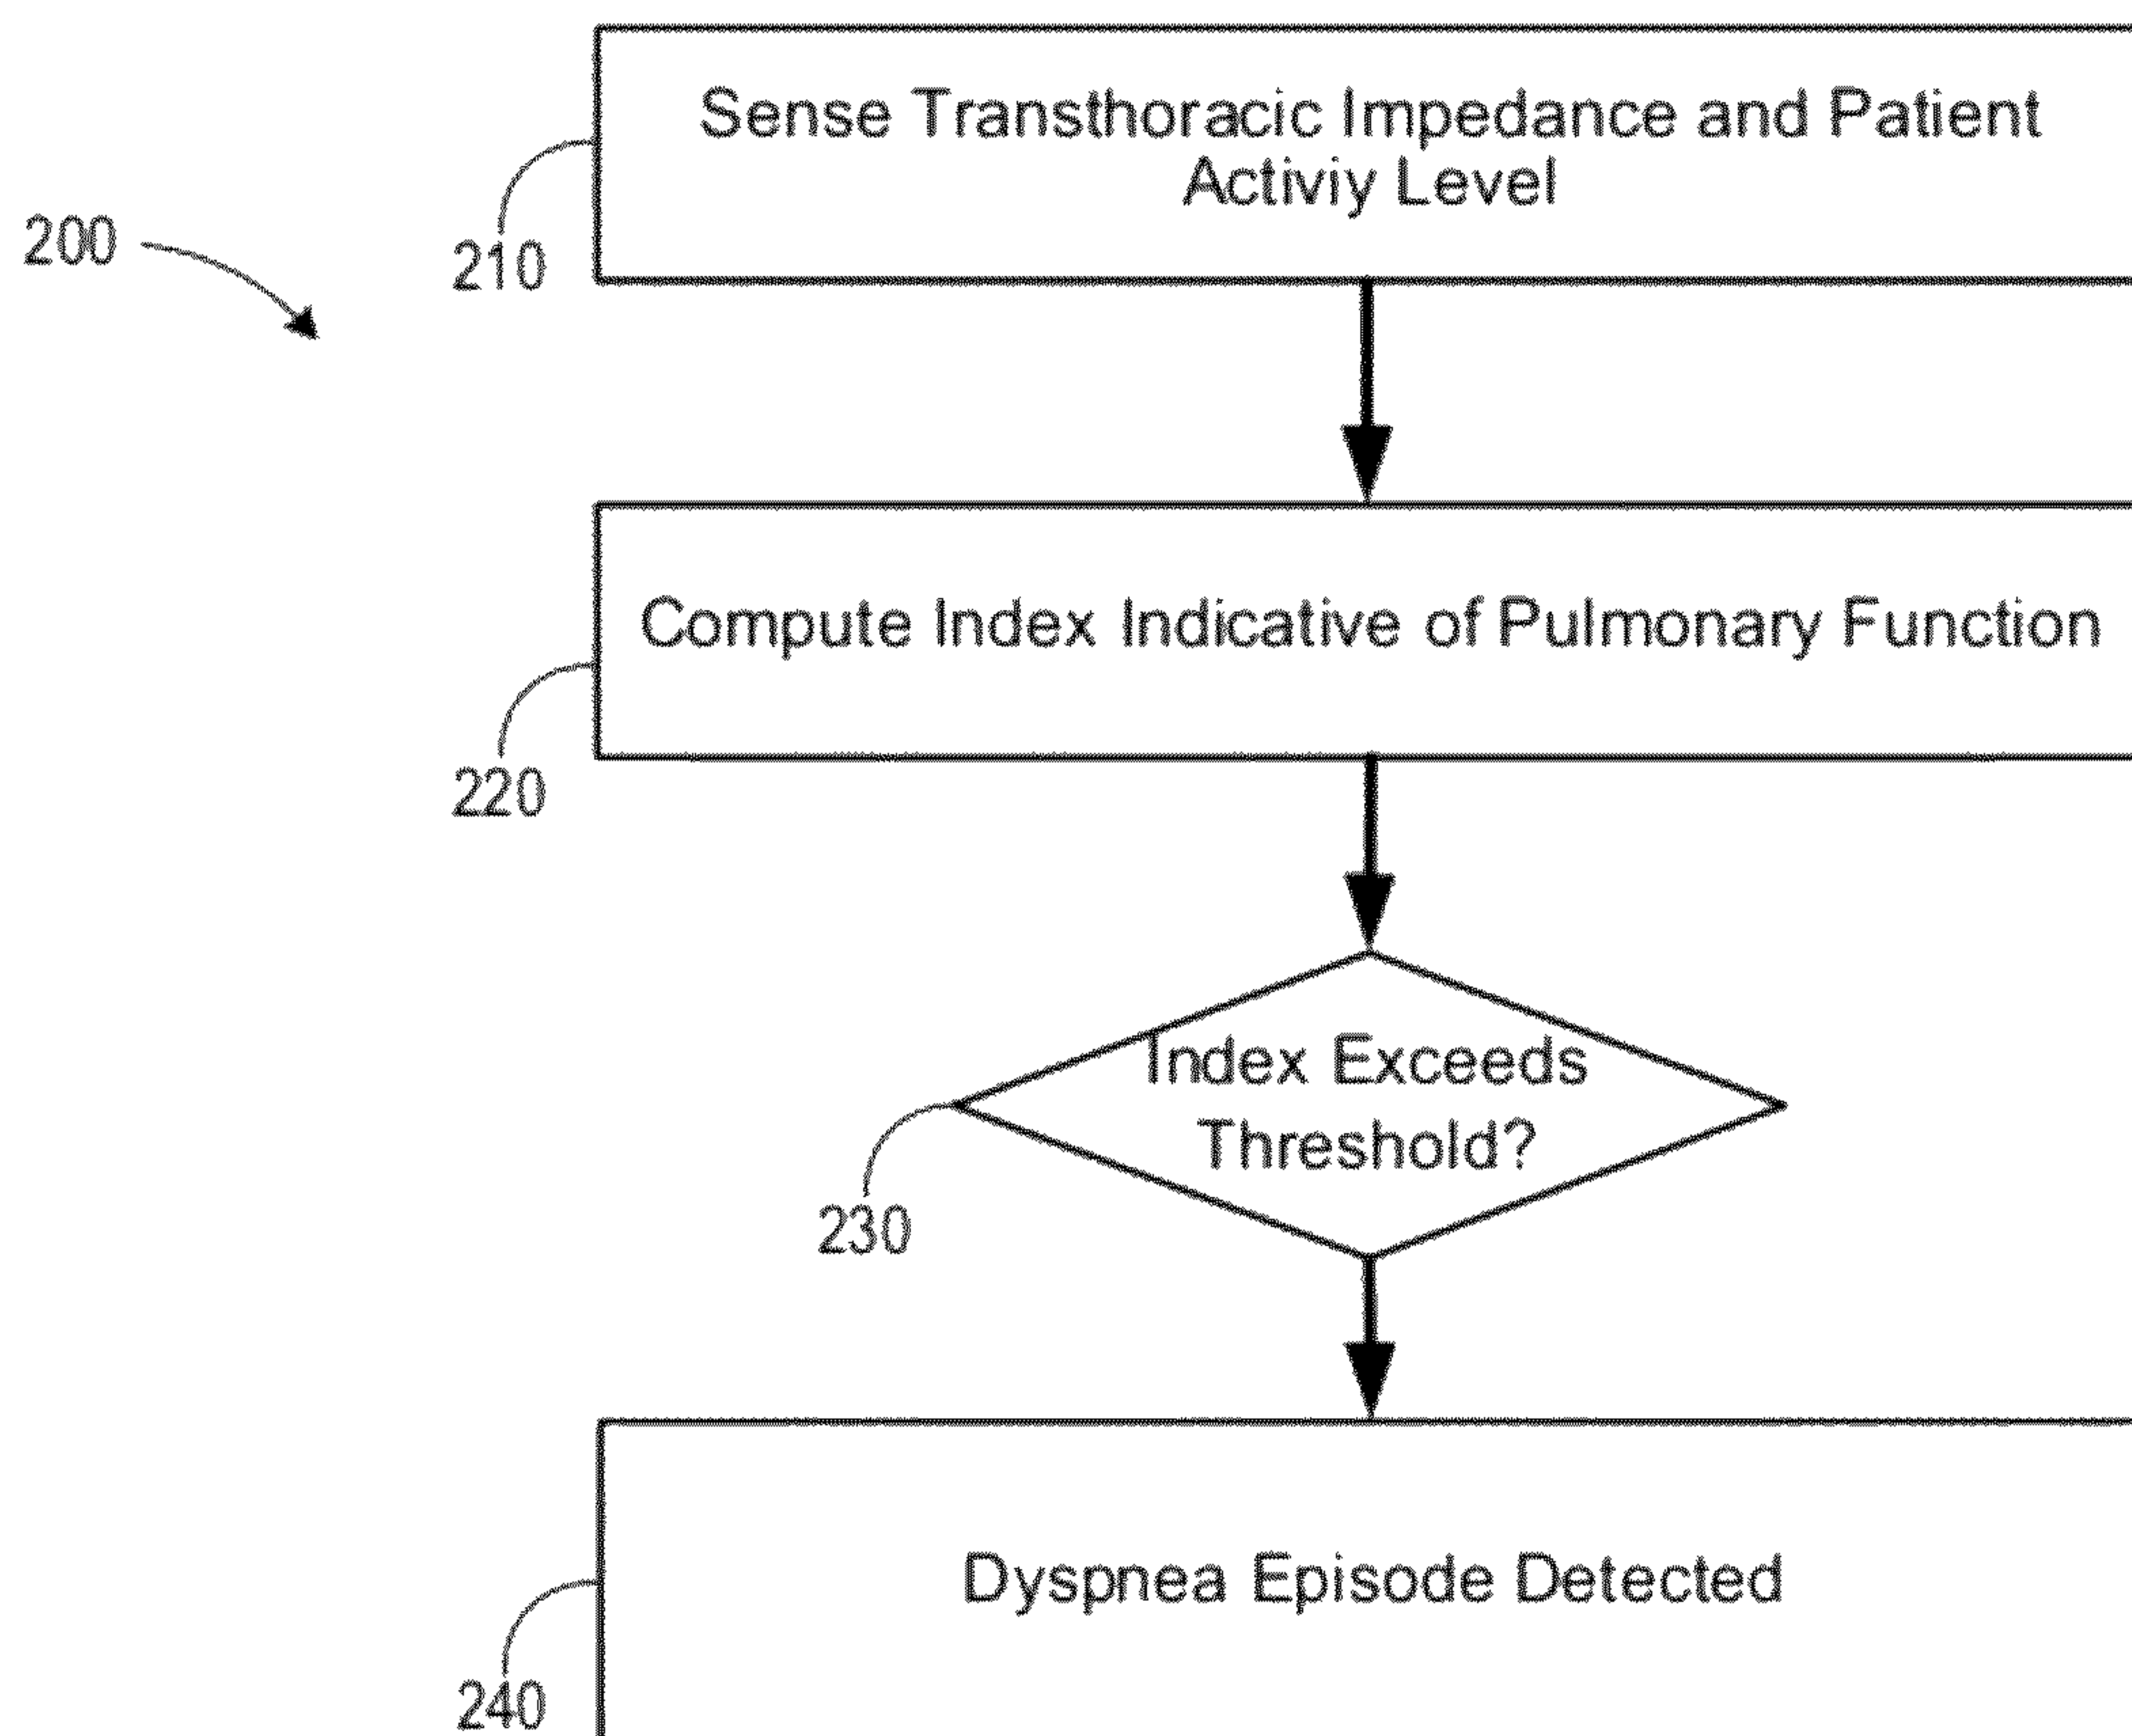 Sense Transthoracic Impedance and Patient
Activiy Level
200
210
Compute Index Indicative of Pulmonary Function
220
Index Exceeds
Threshold?
230
Dyspnea Episode Detected
240